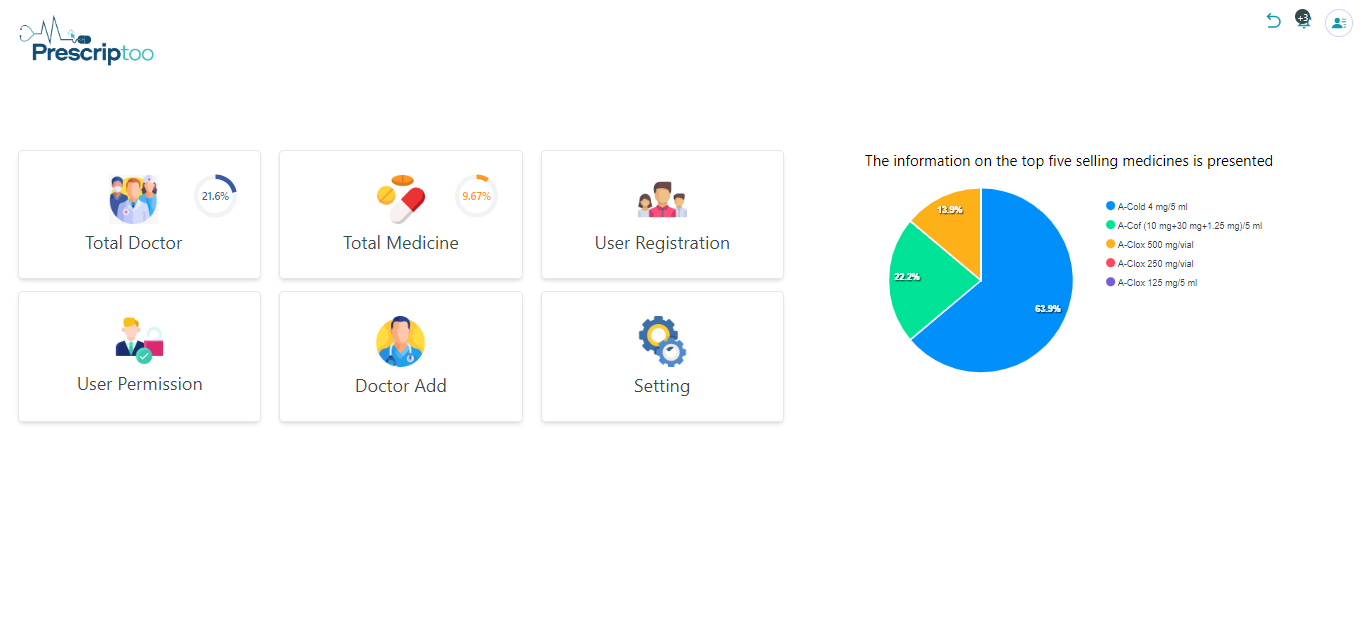 +3
Prescriptoo
The information on the top five selling medicines is presented
21.6%
Total Doctor
9.67%
Total Medicine
User Registration
13.9%
22.2%
63.9%
A-Cold 4 mg/5 ml
A-Cof (10 mg+30 mg+1.25 mg)/5 ml
A-Clox 500 mg/vial
A-Clox 250 mg/vial
A-Clox 125 mg/5 ml
User Permission
Doctor Add
Setting